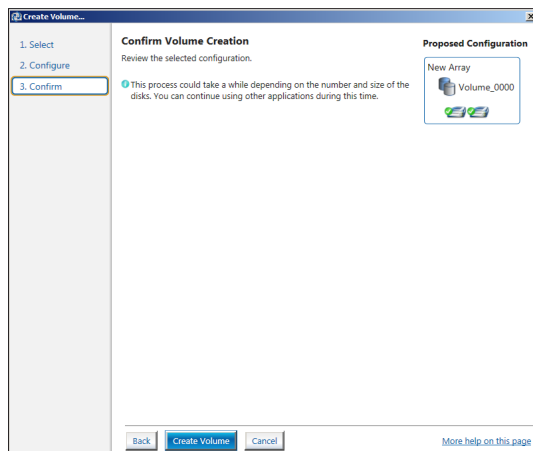 Create Volume...
1. Select
2. Configure
3. Confirm
Confirm Volume Creation
Review the selected configuration.
This process could take a while depending on the number and size of the
disks. You can continue using other applications during this time.
Proposed Configuration
New Array
Volume_0000
Back
Create Volume
Cancel
More help on this page